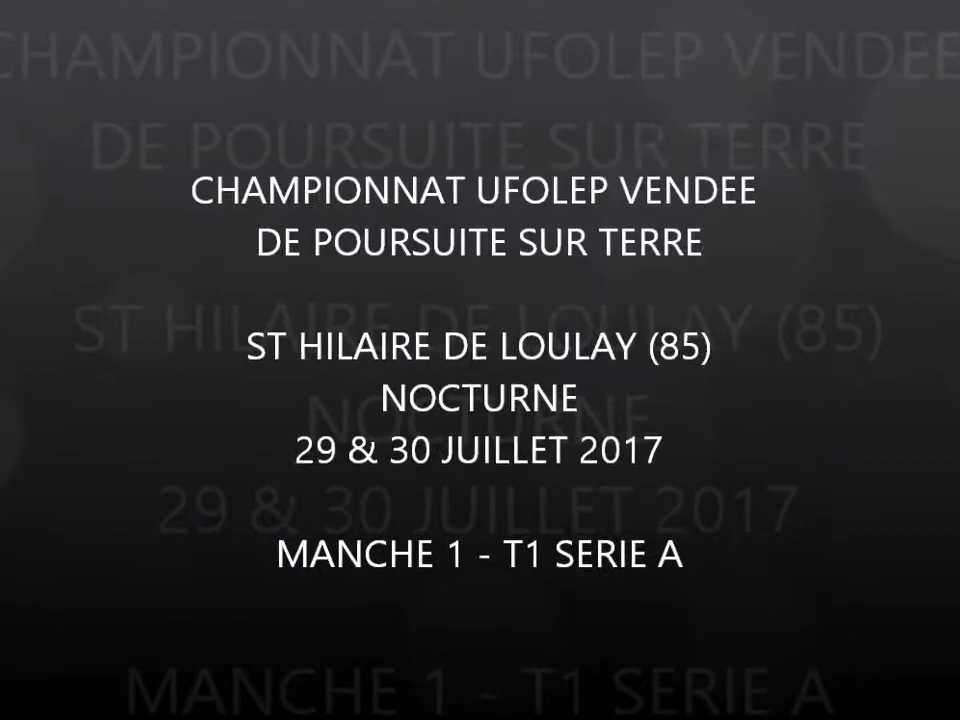 CHAMPIONNAT UFOLEP VENDEE
DE POURSUITE SUR TERRE
ST HILAIRE DE LOULAY (85)
NOCTURNE
29 & 30 JUILLET 2017
MANCHE 1 - T1 SERIE A